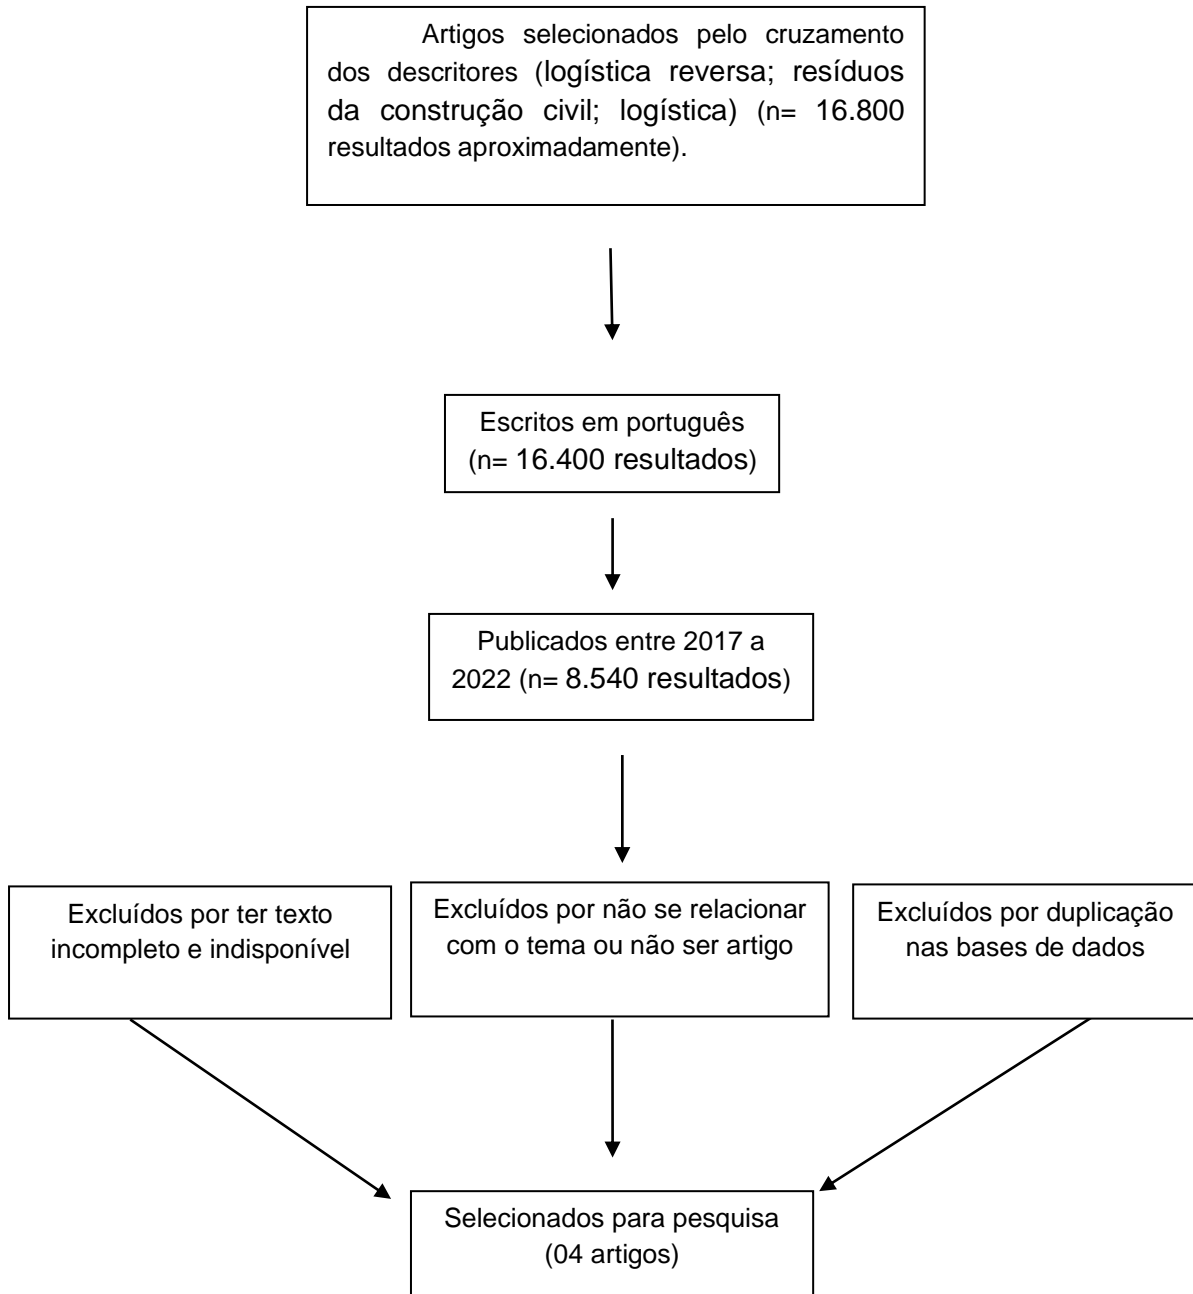 Artigos selecionados pelo cruzamento
dos descritores (logística reversa; resíduos
da construção civil; logística) (n= 16.800
resultados aproximadamente).
Escritos em português
(n= 16.400 resultados)
Publicados entre 2017 a
2022 (n= 8.540 resultados)
Excluídos por ter texto
incompleto e indisponível
Excluídos por não se relacionar
com o tema ou não ser artigo
Excluídos por duplicação
nas bases de dados
Selecionados para pesquisa
(04 artigos)